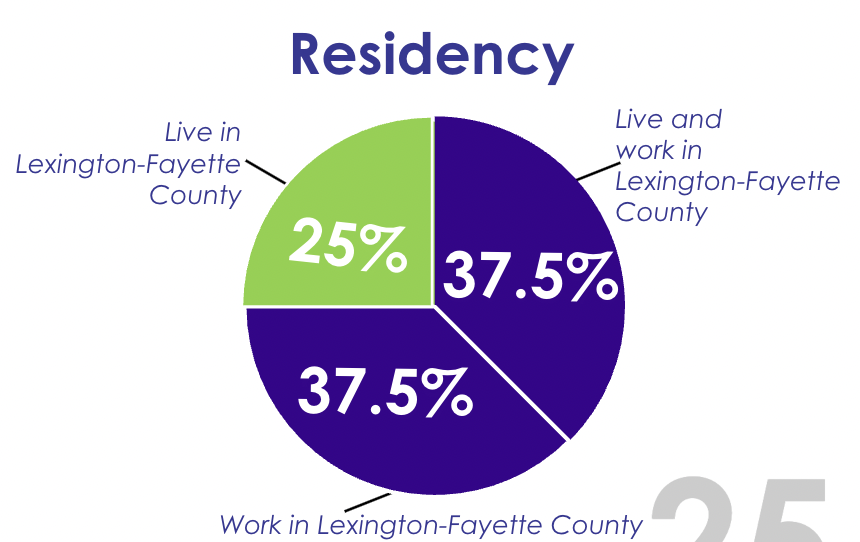 Residency
Live in
Lexington-Fayette
County
Live and
work in
Lexington-Fayette
County
25%
37.5%
37.5%
Work in Lexington-Fayette County
25